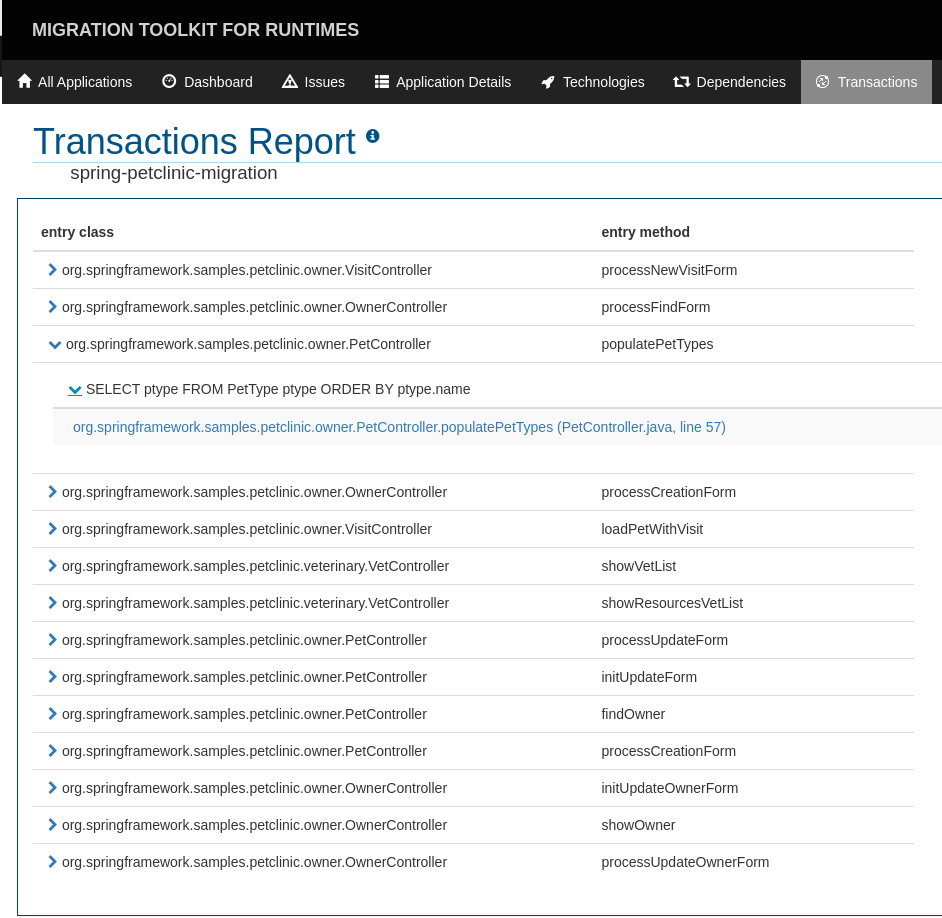 MIGRATION TOOLKIT FOR RUNTIMES
All Applications Dashboard Issues Application Details Technologies Dependencies Transactions
Transactions Report
spring-petclinic-migration
entry class entry method
org.springframework.samples.petclinic.owner.VisitController processNewVisitForm
org.springframework.samples.petclinic.owner.OwnerController processFindForm
org.springframework.samples.petclinic.owner.PetController populatePetTypes
SELECT ptype FROM PetType ptype ORDER BY ptype.name
org.springframework.samples.petclinic.owner.PetController.populatePetTypes (PetController.java, line 57)
org.springframework.samples.petclinic.owner.OwnerController processCreationForm
org.springframework.samples.petclinic.owner.VisitController loadPetWithVisit
org.springframework.samples.petclinic.veterinary.VetController showVetList
org.springframework.samples.petclinic.veterinary.VetController showResourcesVetList
org.springframework.samples.petclinic.owner.PetController processUpdateForm
org.springframework.samples.petclinic.owner.PetController initUpdateForm
org.springframework.samples.petclinic.owner.PetController findOwner
org.springframework.samples.petclinic.owner.PetController processCreationForm
org.springframework.samples.petclinic.owner.OwnerController initUpdateOwnerForm
org.springframework.samples.petclinic.owner.OwnerController showOwner
org.springframework.samples.petclinic.owner.OwnerController processUpdateOwnerForm